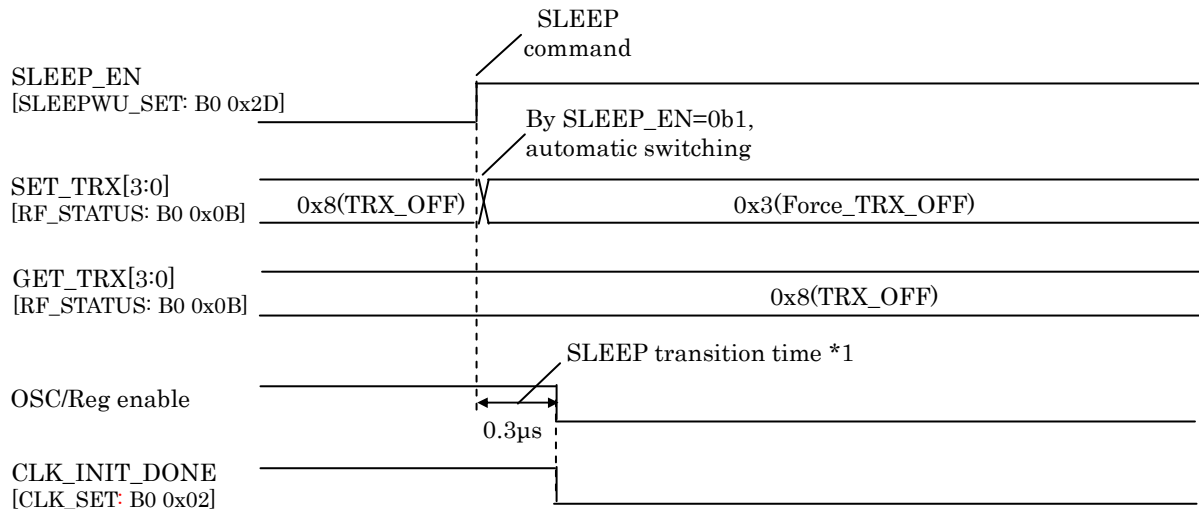 SLEEP
command
SLEEP_EN
[SLEEPWU_SET: B0 0x2D]
By SLEEP_EN=0b1,
automatic switching
SET_TRX[3:0]
[RF_STATUS: B0 0x0B]
0x8(TRX_OFF)
0x3(Force_TRX_OFF)
GET_TRX[3:0]
[RF_STATUS: B0 0x0B]
0x8(TRX_OFF)
SLEEP transition time *1
OSC/Reg enable
0.3µs
CLK_INIT_DONE
[CLK_SET: B0 0x02]